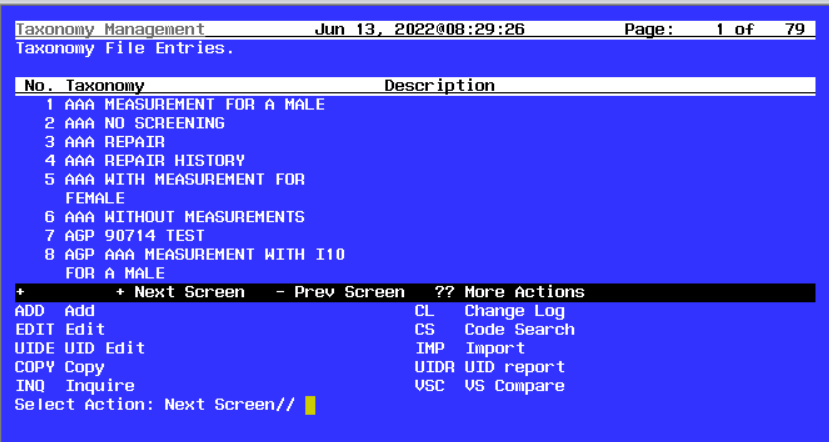 Taxonomy Management Jun 13, 2022@08:29:26 Page: 1 of 79
Taxonomy File Entries.
No. Taxonomy Description
1 AAA MEASUREMENT FOR A MALE
2 AAA NO SCREENING
3 AAA REPAIR
4 AAA REPAIR HISTORY
5 AAA WITH MEASUREMENT FOR
FEMALE
6 AAA WITHOUT MEASUREMENTS
7 AGP 90714 TEST
8 AGP AAA MEASUREMENT WITH I10
FOR A MALE
+ + Next Screen - Prev Screen ?? More Actions
ADD Add CL Change Log
EDIT Edit CS Code Search
UIDE UID Edit IMP Import
COPY Copy UIDR UID report
INQ Inquire VSC VS Compare
Select Action: Next Screen//